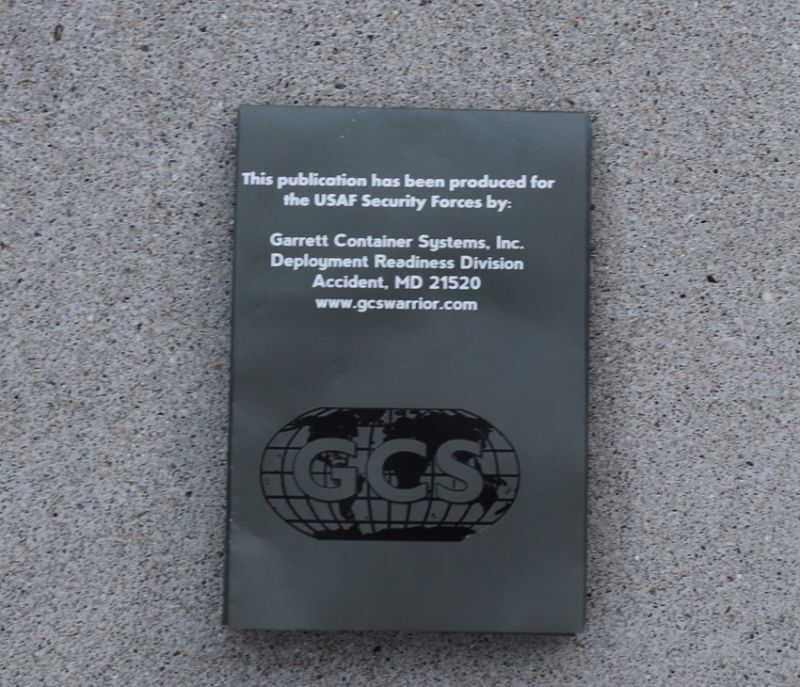 This publication has been produced for
the USAF Security Forces by:
Garrett Container Systems, Inc.
Deployment Readiness Division
Accident, MD 21520
www.gcswarrior.com
GCS